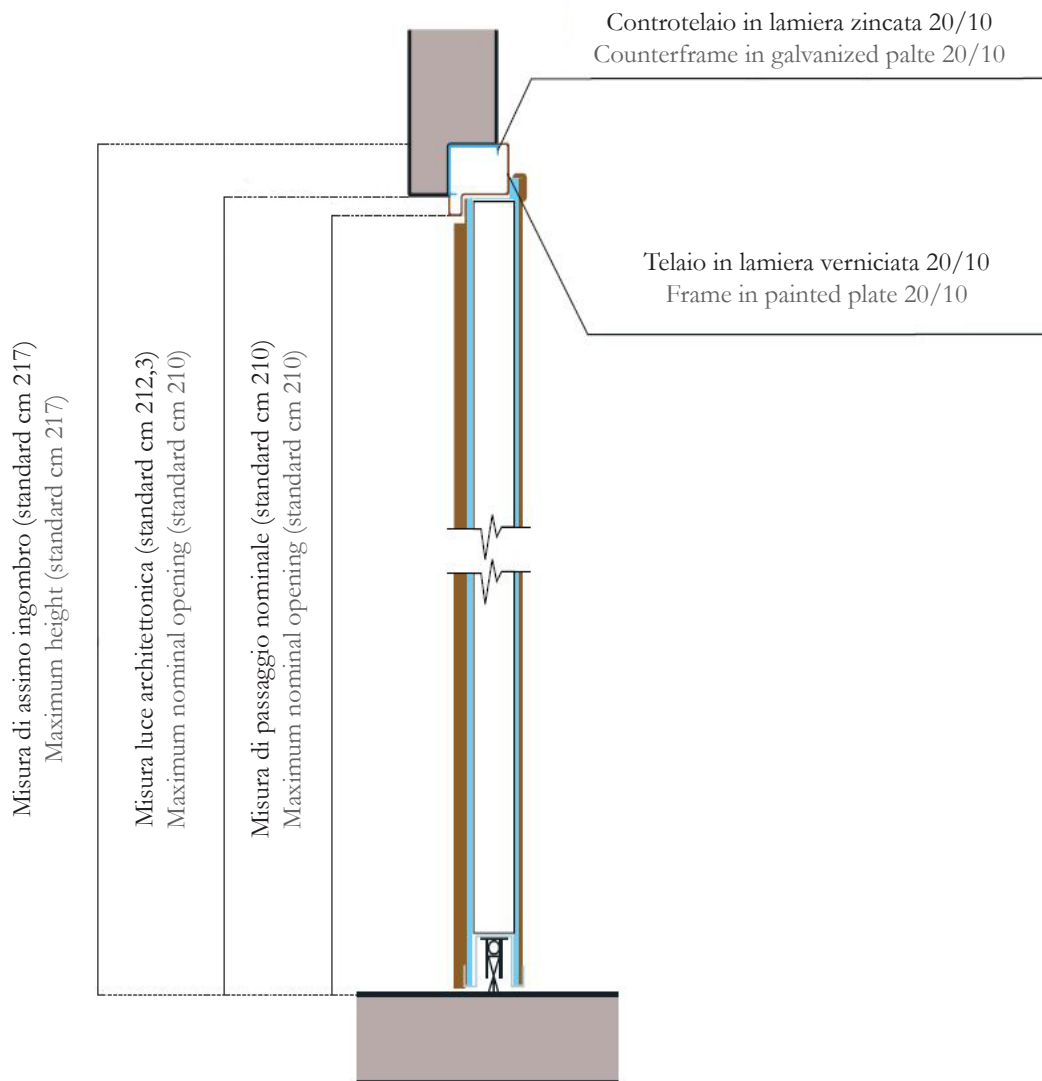 Controtelaio in lamiera zincata 20/10
Counterframe in galvanized palte 20/10
Telaio in lamiera verniciata 20/10
Frame in painted plate 20/10
Misura di assimo ingombro (standard cm 217)
Maximum height (standard cm 217)
Misura luce architettonica (standard cm 212,3)
Maximum nominal opening (standard cm 210)
Misura di passaggio nominale (standard cm 210)
Maximum nominal opening (standard cm 210)